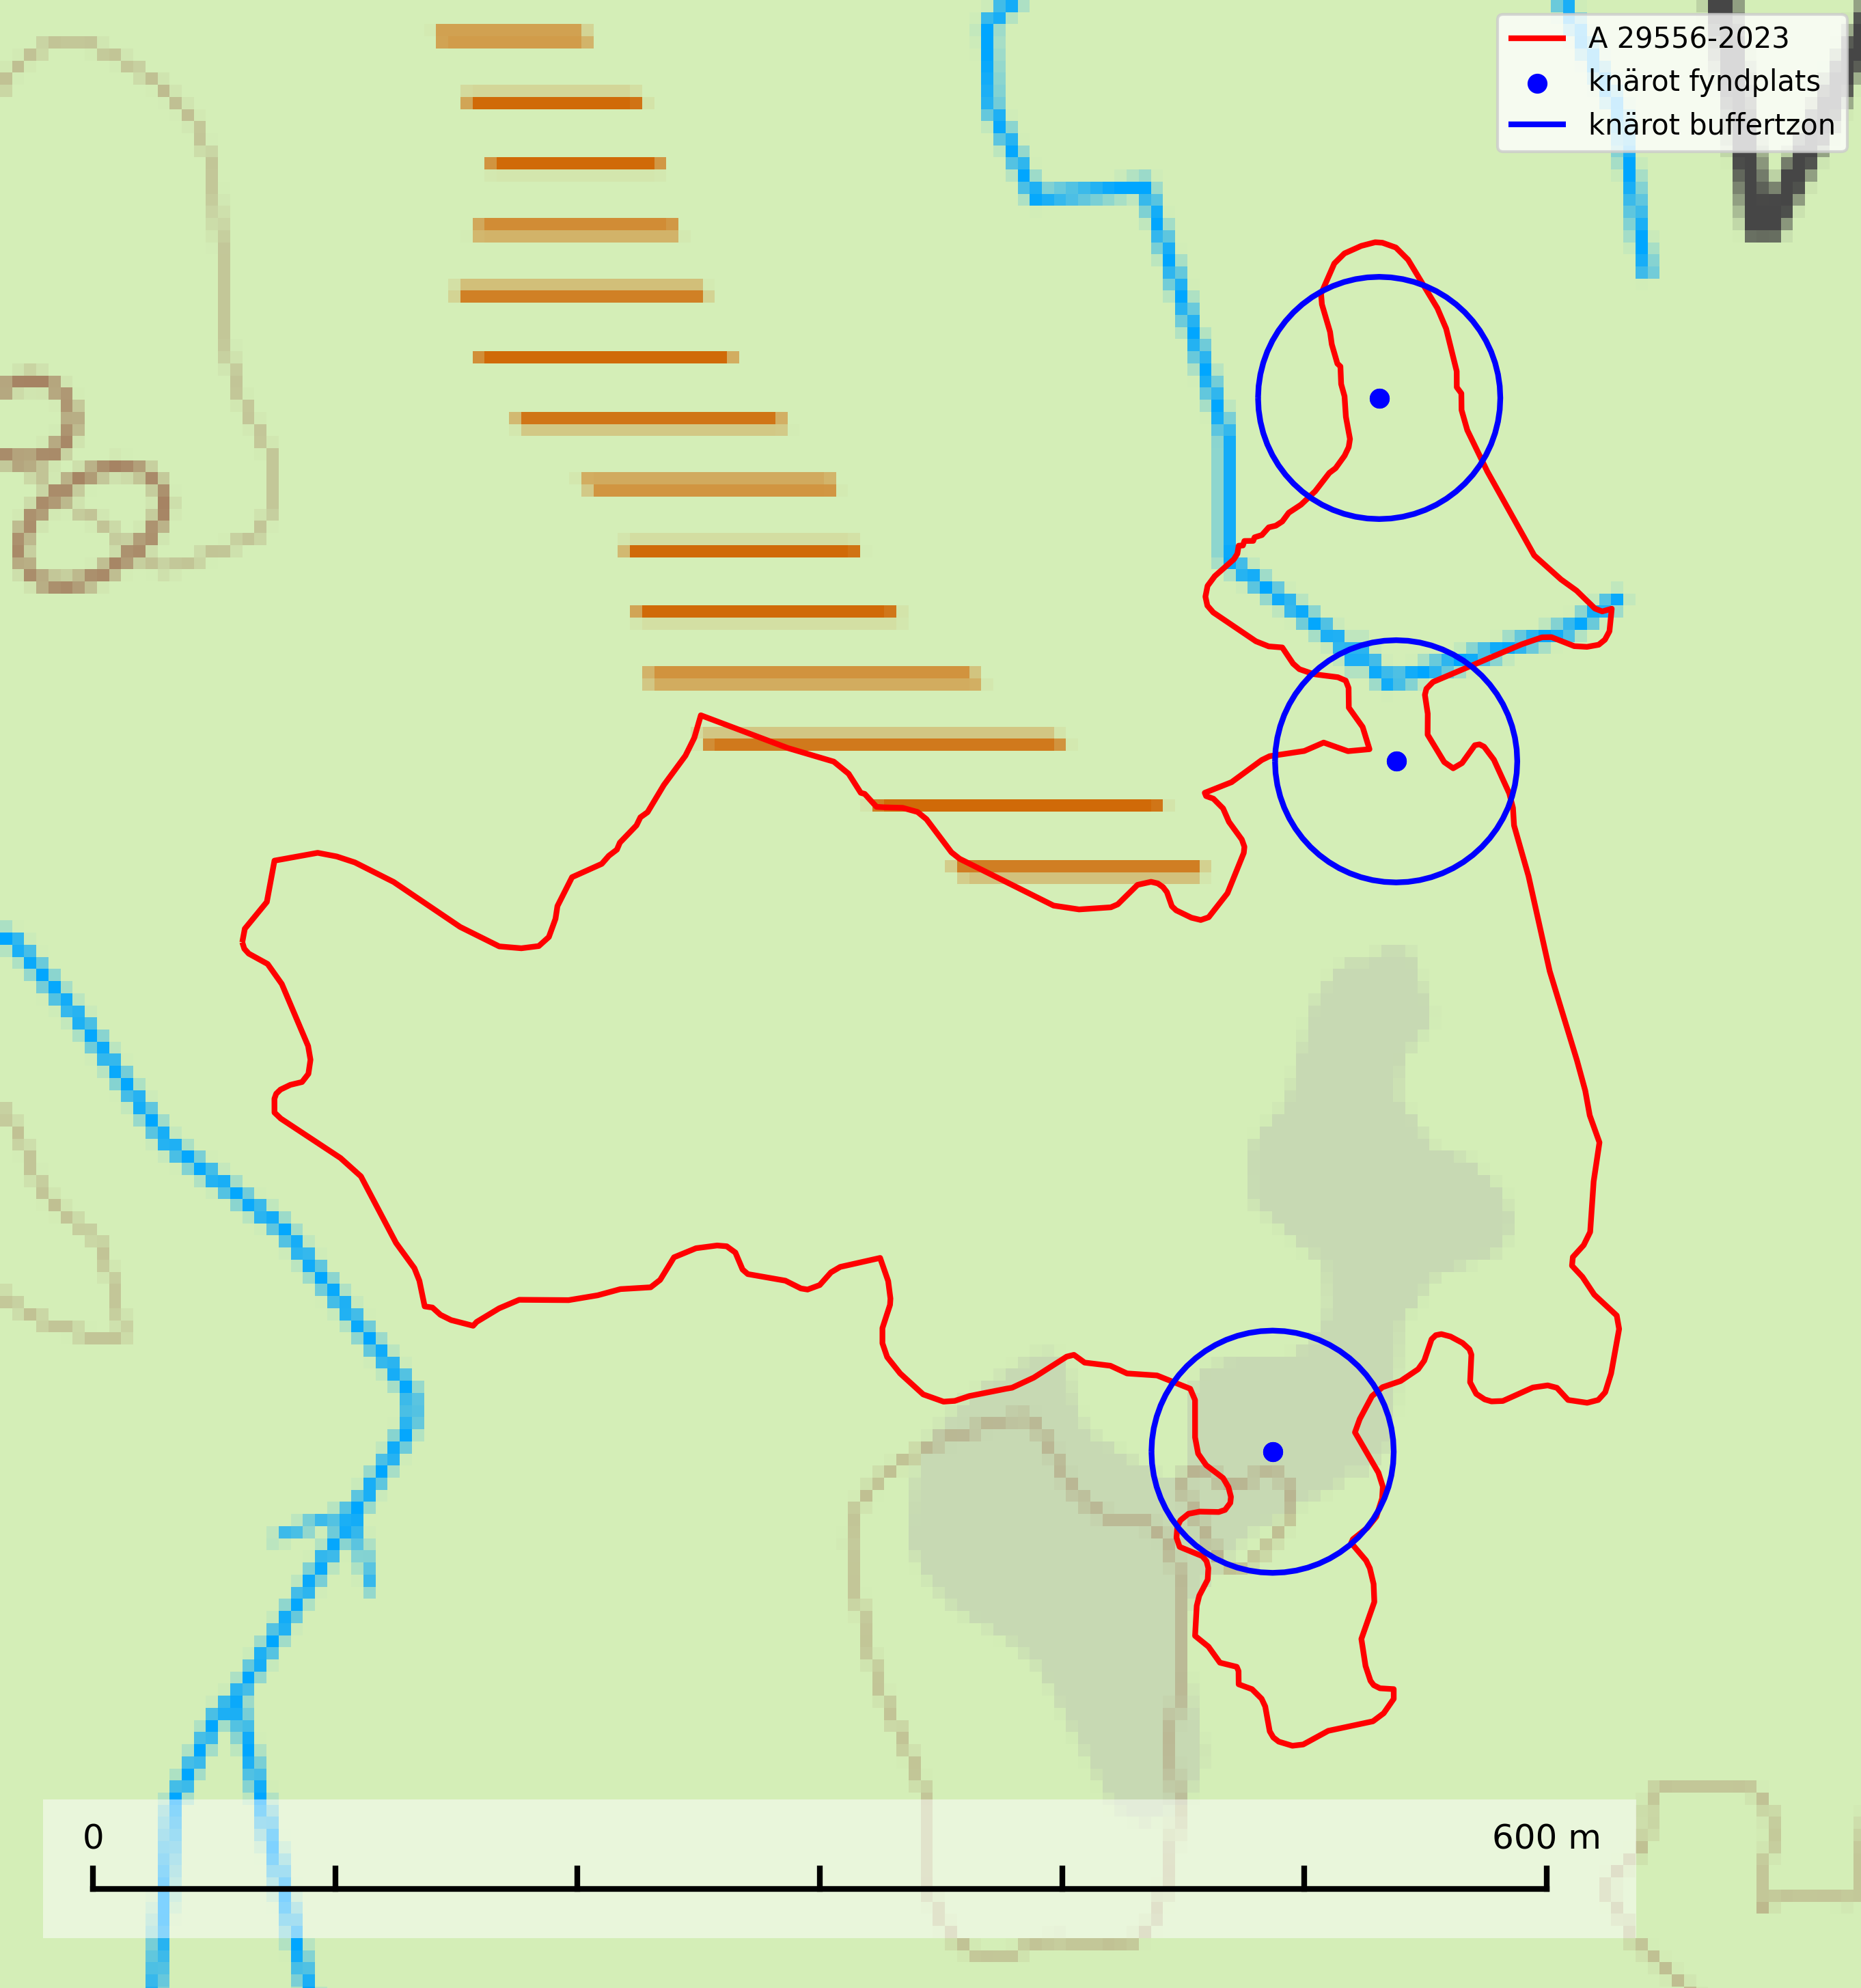 A 29556-2023
knärot fyndplats
knärot buffertzon
0 600 m